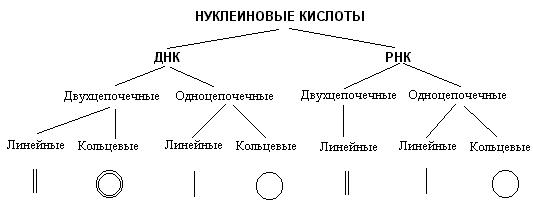 НУКЛЕИНОВЫЕ КИСЛОТЫ
ДНК РНК
Двухцепочечные Одноцепочечные Двухцепочечные Одноцепочечные
Линейные Кольцевые Линейные Кольцевые Линейные Линейные Кольцевые